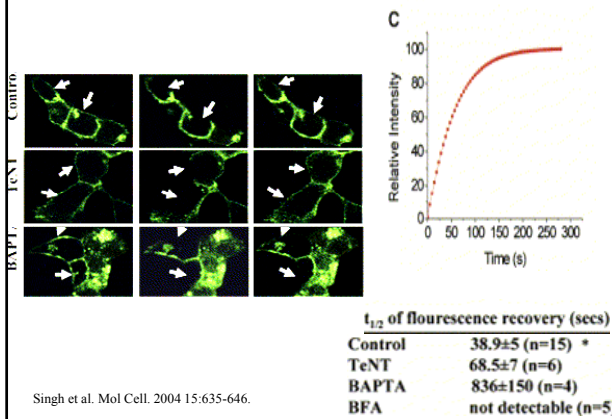 C
Contro
TeNT
BAPT
Relative Intensity
100
80
60
40
20
0
0 50 100 150 200 250 300
Time (s)
t1/2 of flourescence recovery (secs)
Control 38.9±5 (n=15) *
TeNT 68.5±7 (n=6)
BAPTA 836±150 (n=4)
BFA not detectable (n=5
Singh et al. Mol Cell. 2004 15:635-646.